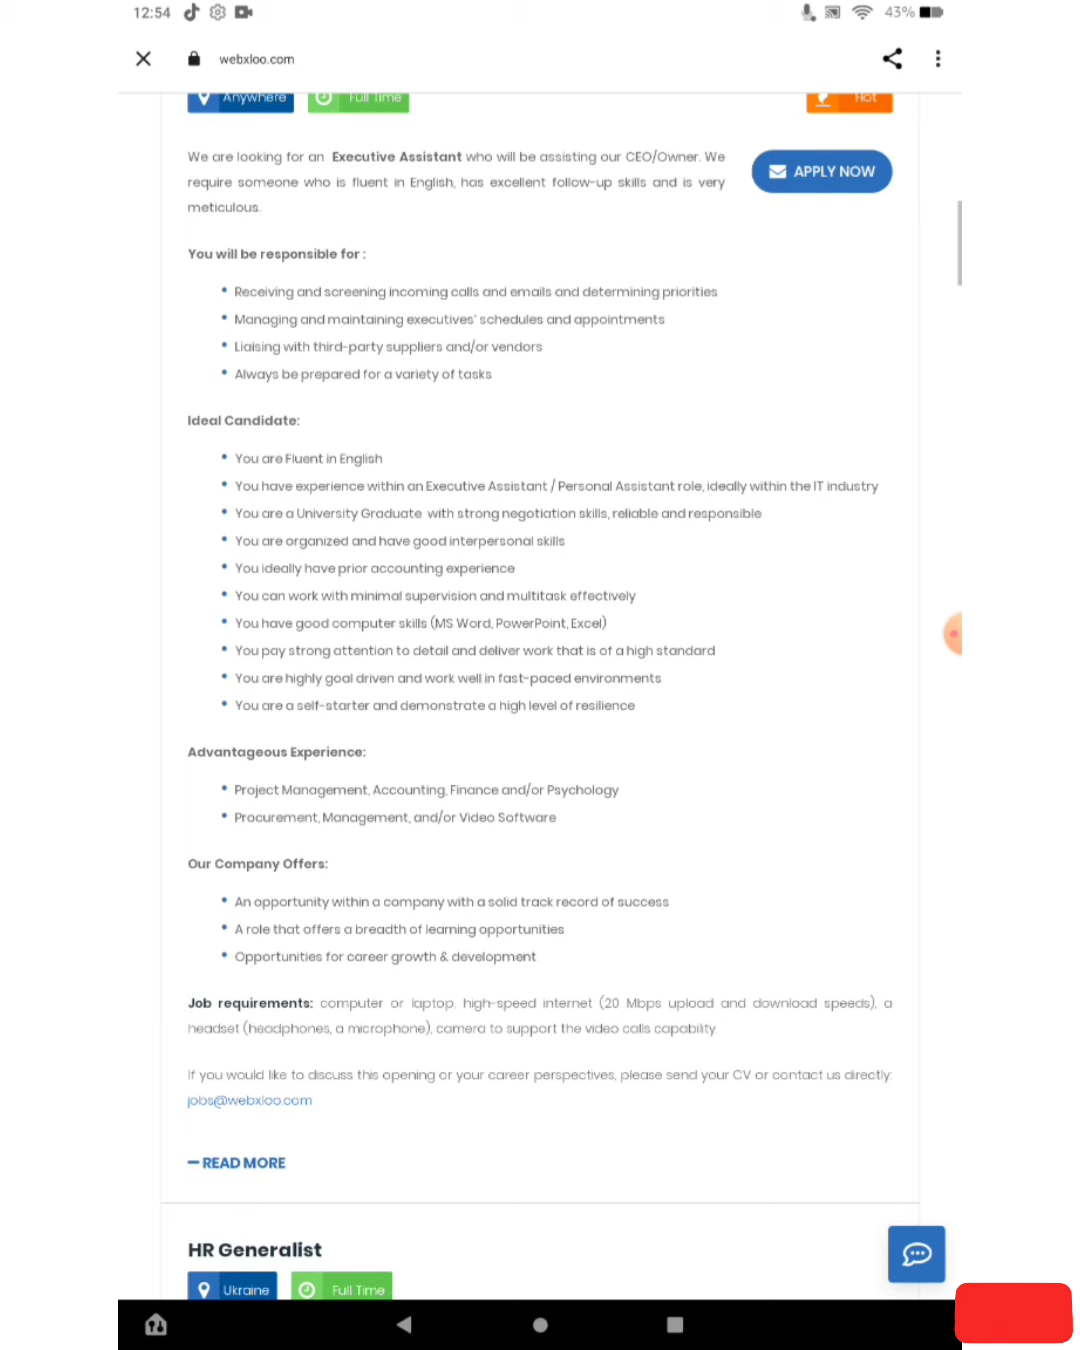 12:54
43%
webxloo.com
Anywhere
Full Time
Hot
We are looking for an Executive Assistant who will be assisting our CEO/Owner. We
require someone who is fluent in English, has excellent follow-up skills and is very
meticulous.
APPLY NOW
You will be responsible for :
Receiving and screening incoming calls and emails and determining priorities
Managing and maintaining executives' schedules and appointments
Liaising with third-party suppliers and/or vendors
Always be prepared for a variety of tasks
Ideal Candidate:
You are Fluent in English
You have experience within an Executive Assistant / Personal Assistant role, ideally within the IT industry
You are a University Graduate with strong negotiation skills, reliable and responsible
You are organized and have good interpersonal skills
You ideally have prior accounting experience
You can work with minimal supervision and multitask effectively
You have good computer skills (MS Word, PowerPoint, Excel)
You pay strong attention to detail and deliver work that is of a high standard
You are highly goal driven and work well in fast-paced environments
You are a self-starter and demonstrate a high level of resilience
Advantageous Experience:
Project Management, Accounting, Finance and/or Psychology
Procurement, Management, and/or Video Software
Our Company Offers:
An opportunity within a company with a solid track record of success
A role that offers a breadth of learning opportunities
Opportunities for career growth & development
Job requirements: computer or laptop, high-speed internet (20 Mbps upload and download speeds), a
headset (headphones, a microphone), camera to support the video calls capability.
If you would like to discuss this opening or your career perspectives, please send your CV or contact us directly:
jobs@webxloo.com
— READ MORE
HR Generalist
Ukraine
Full Time